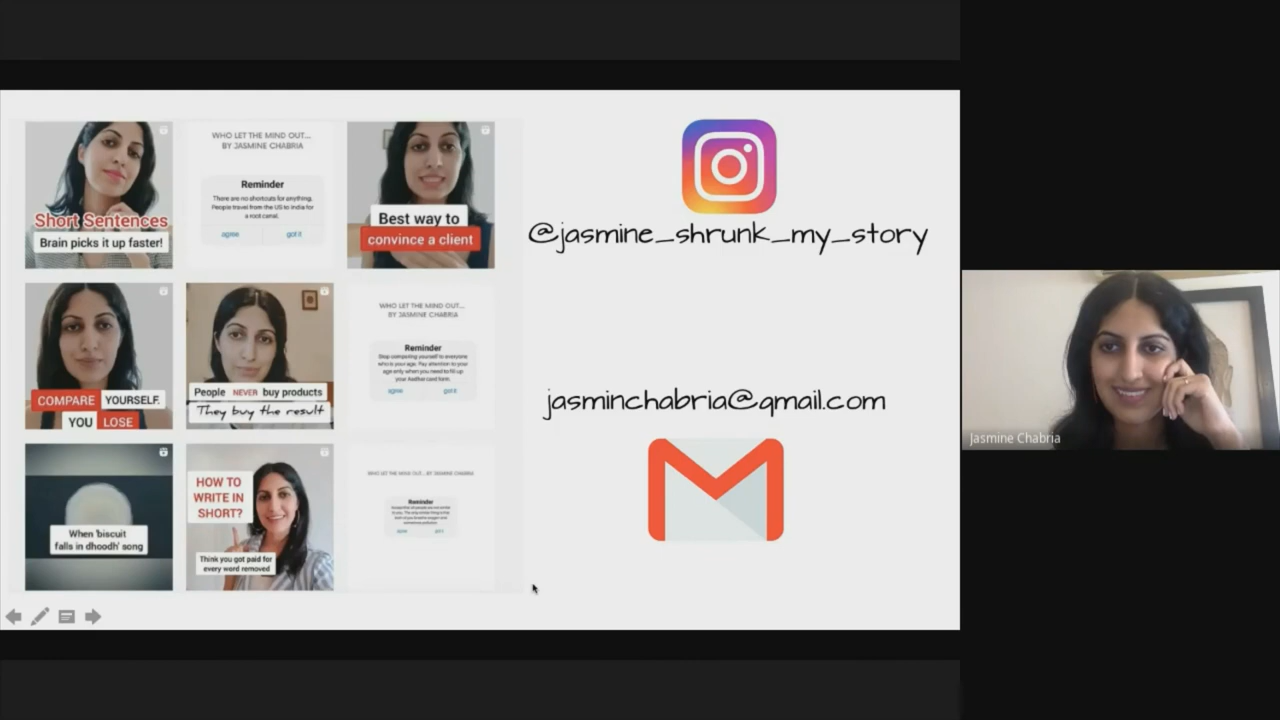 Short Sentences
Brain picks it up faster!
WHO LET THE MIND OUT...
BY JASMINE CHABRIA
Reminder
There are no shortcuts for anything.
People travel from the US to India for
a root canal.
agree got it
Best way to
convince a client
@jasmine_shrunk_my_story
COMPARE YOURSELF.
YOU LOSE
People NEVER buy products
They buy the result
WHO LET THE MIND OUT...
BY JASMINE CHABRIA
Reminder
Stop comparing yourself to everyone
who is your age. Pay attention to your
age only when you need to fill up
your Aadhar card form.
agree got it
jasminchabria@gmail.com
When 'biscuit
falls in dhoodh' song
HOW TO
WRITE IN
SHORT?
Think you got paid for
every word removed
WHO LET THE MIND OUT... BY JASMINE CHABRIA
Reminder
agree got it
Jasmine Chabria